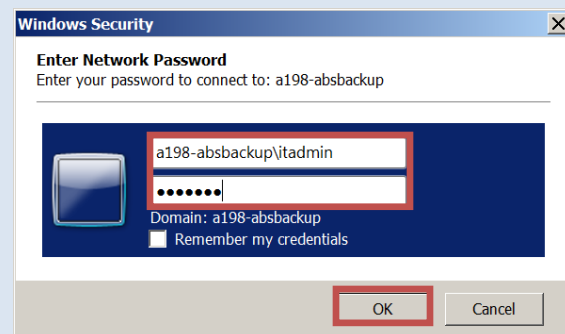 Windows Security
Enter Network Password
Enter your password to connect to: a198-absbackup
a198-absbackup\itadmin
●●●●●●●
Domain: a198-absbackup
Remember my credentials
OK Cancel